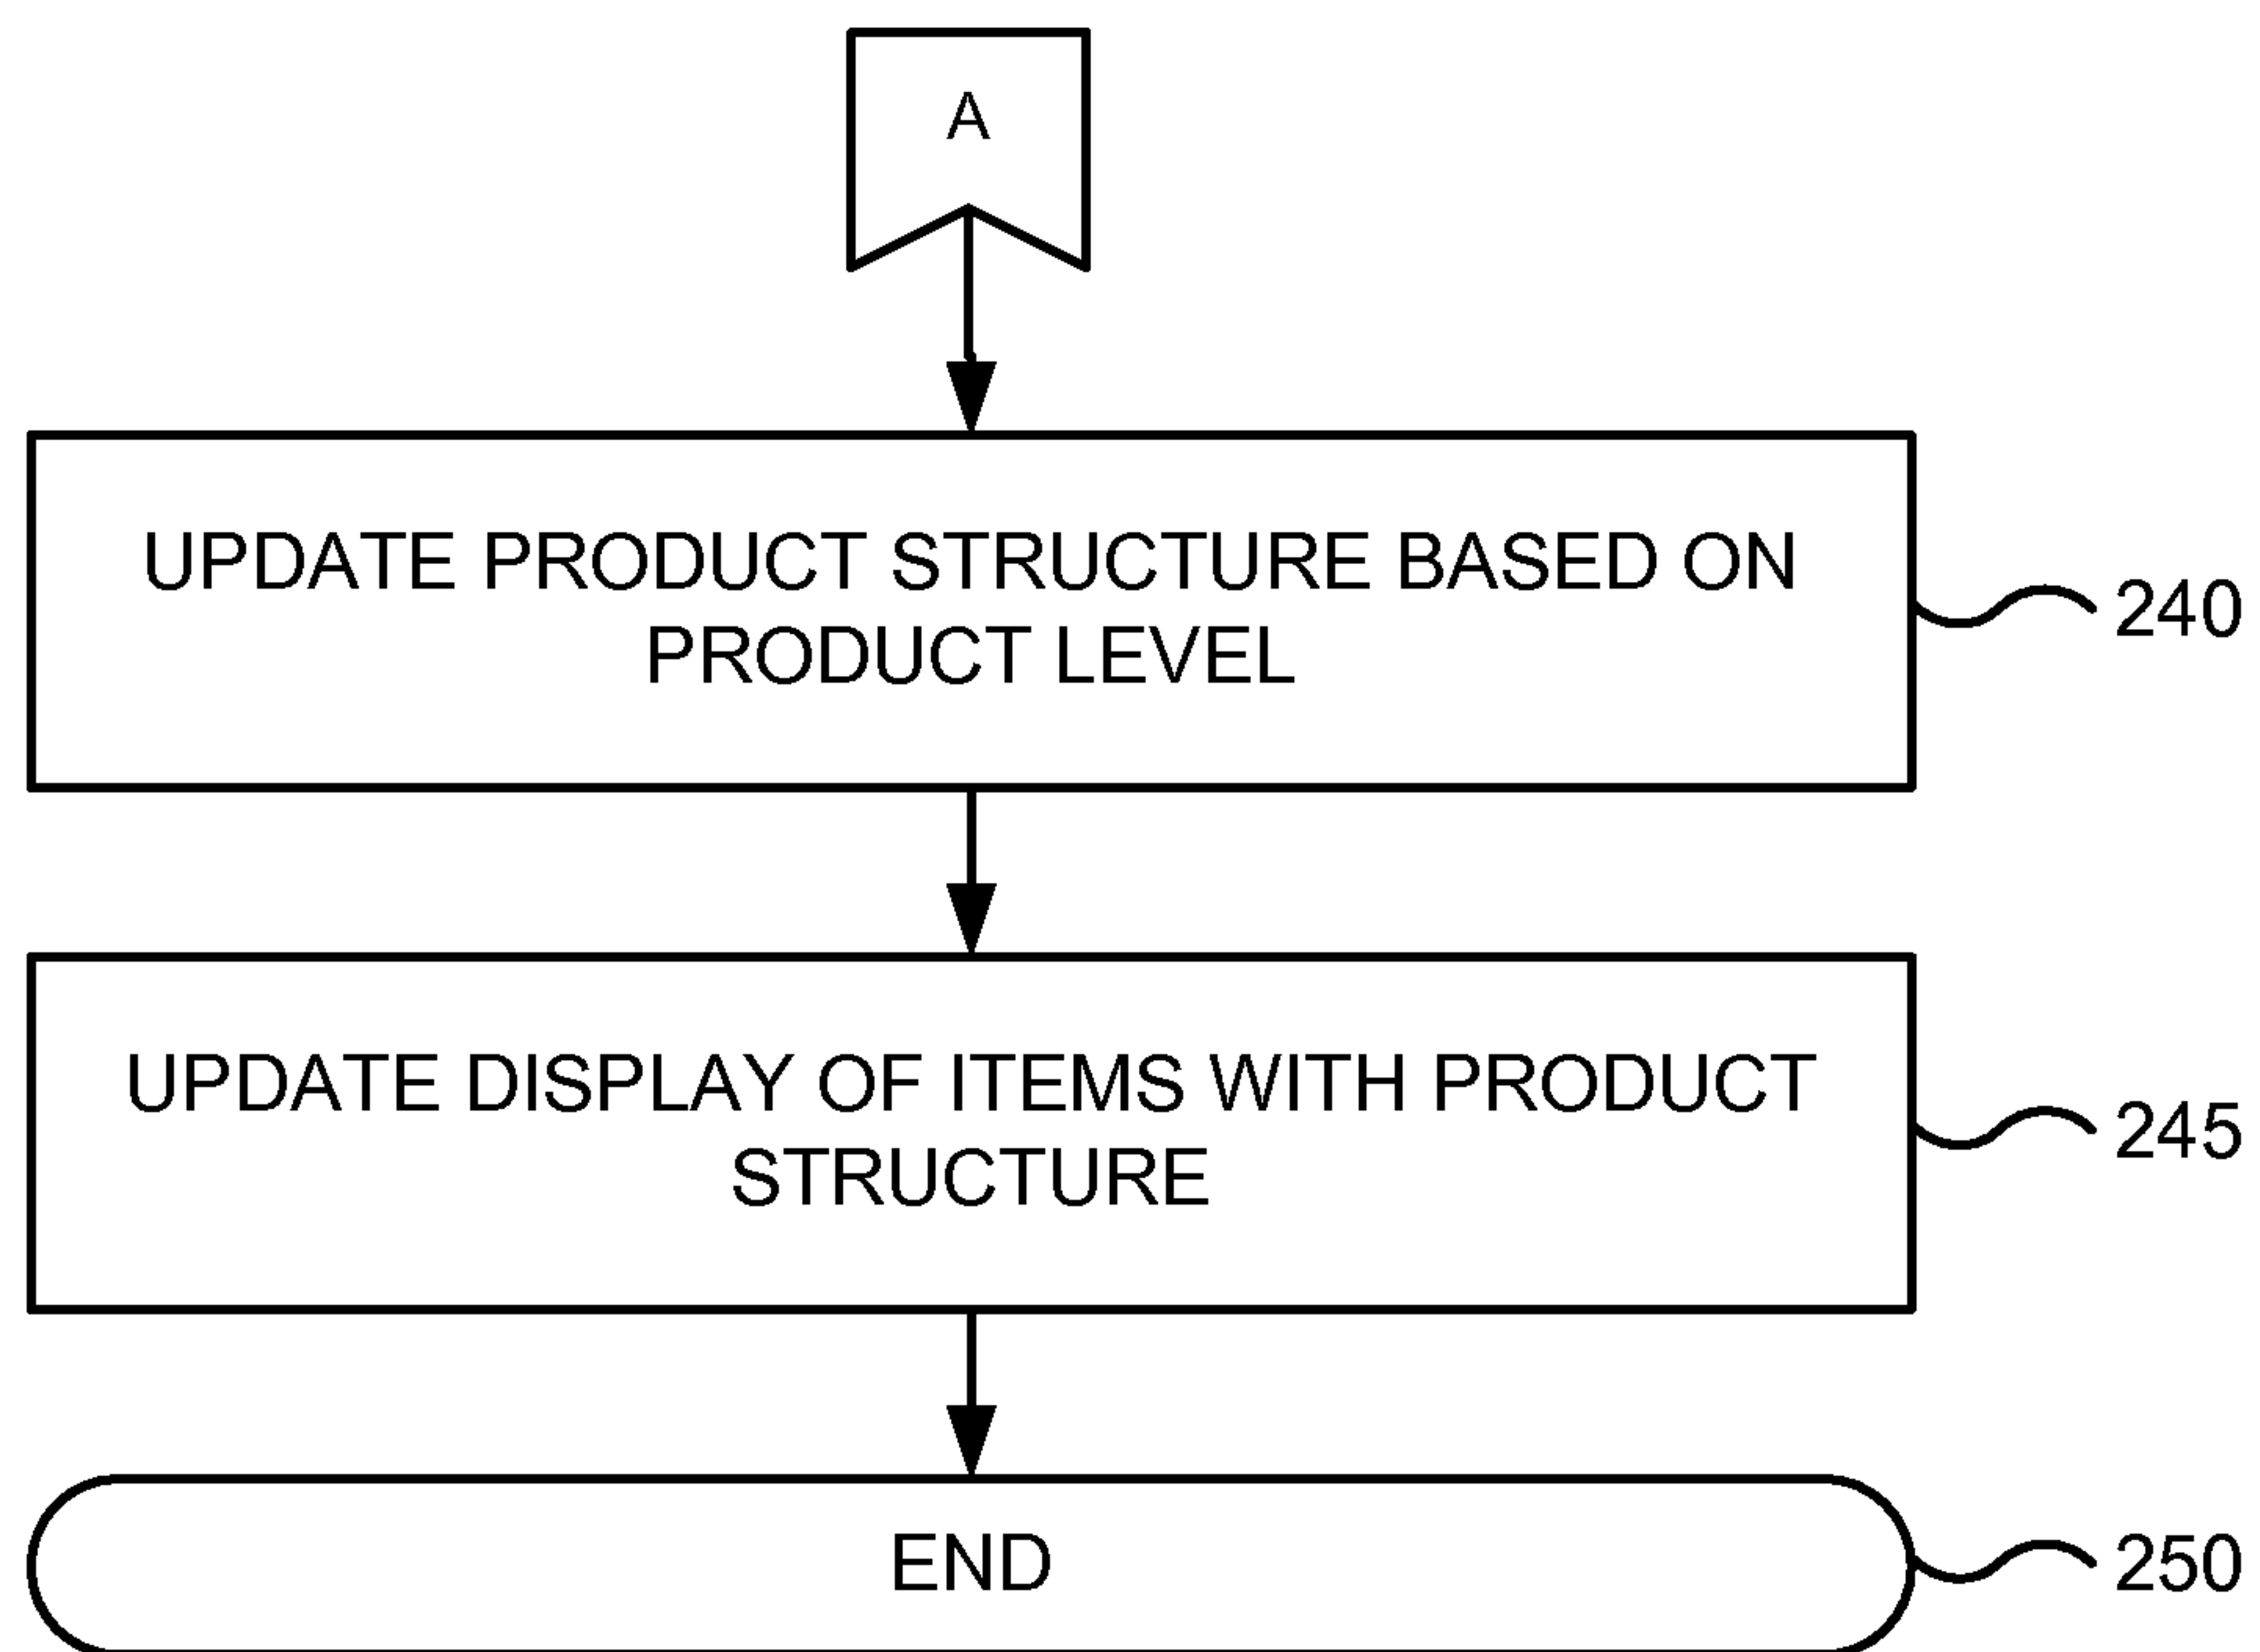 A
UPDATE PRODUCT STRUCTURE BASED ON
PRODUCT LEVEL
240
UPDATE DISPLAY OF ITEMS WITH PRODUCT
STRUCTURE
245
END
250